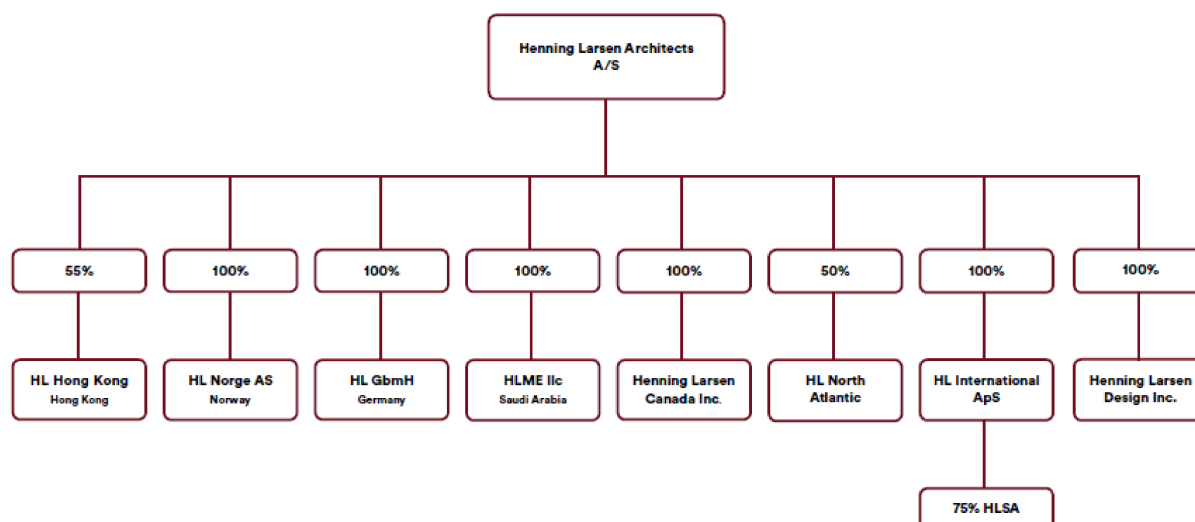 Henning Larsen Architects
A/S
55%
100%
100%
100%
100%
50%
100%
100%
HL Hong Kong
Hong Kong
HL Norge AS
Norway
HL GbmH
Germany
HLME llc
Saudi Arabia
Henning Larsen
Canada Inc.
HL North
Atlantic
HL International
ApS
Henning Larsen
Design Inc.
75% HLSA